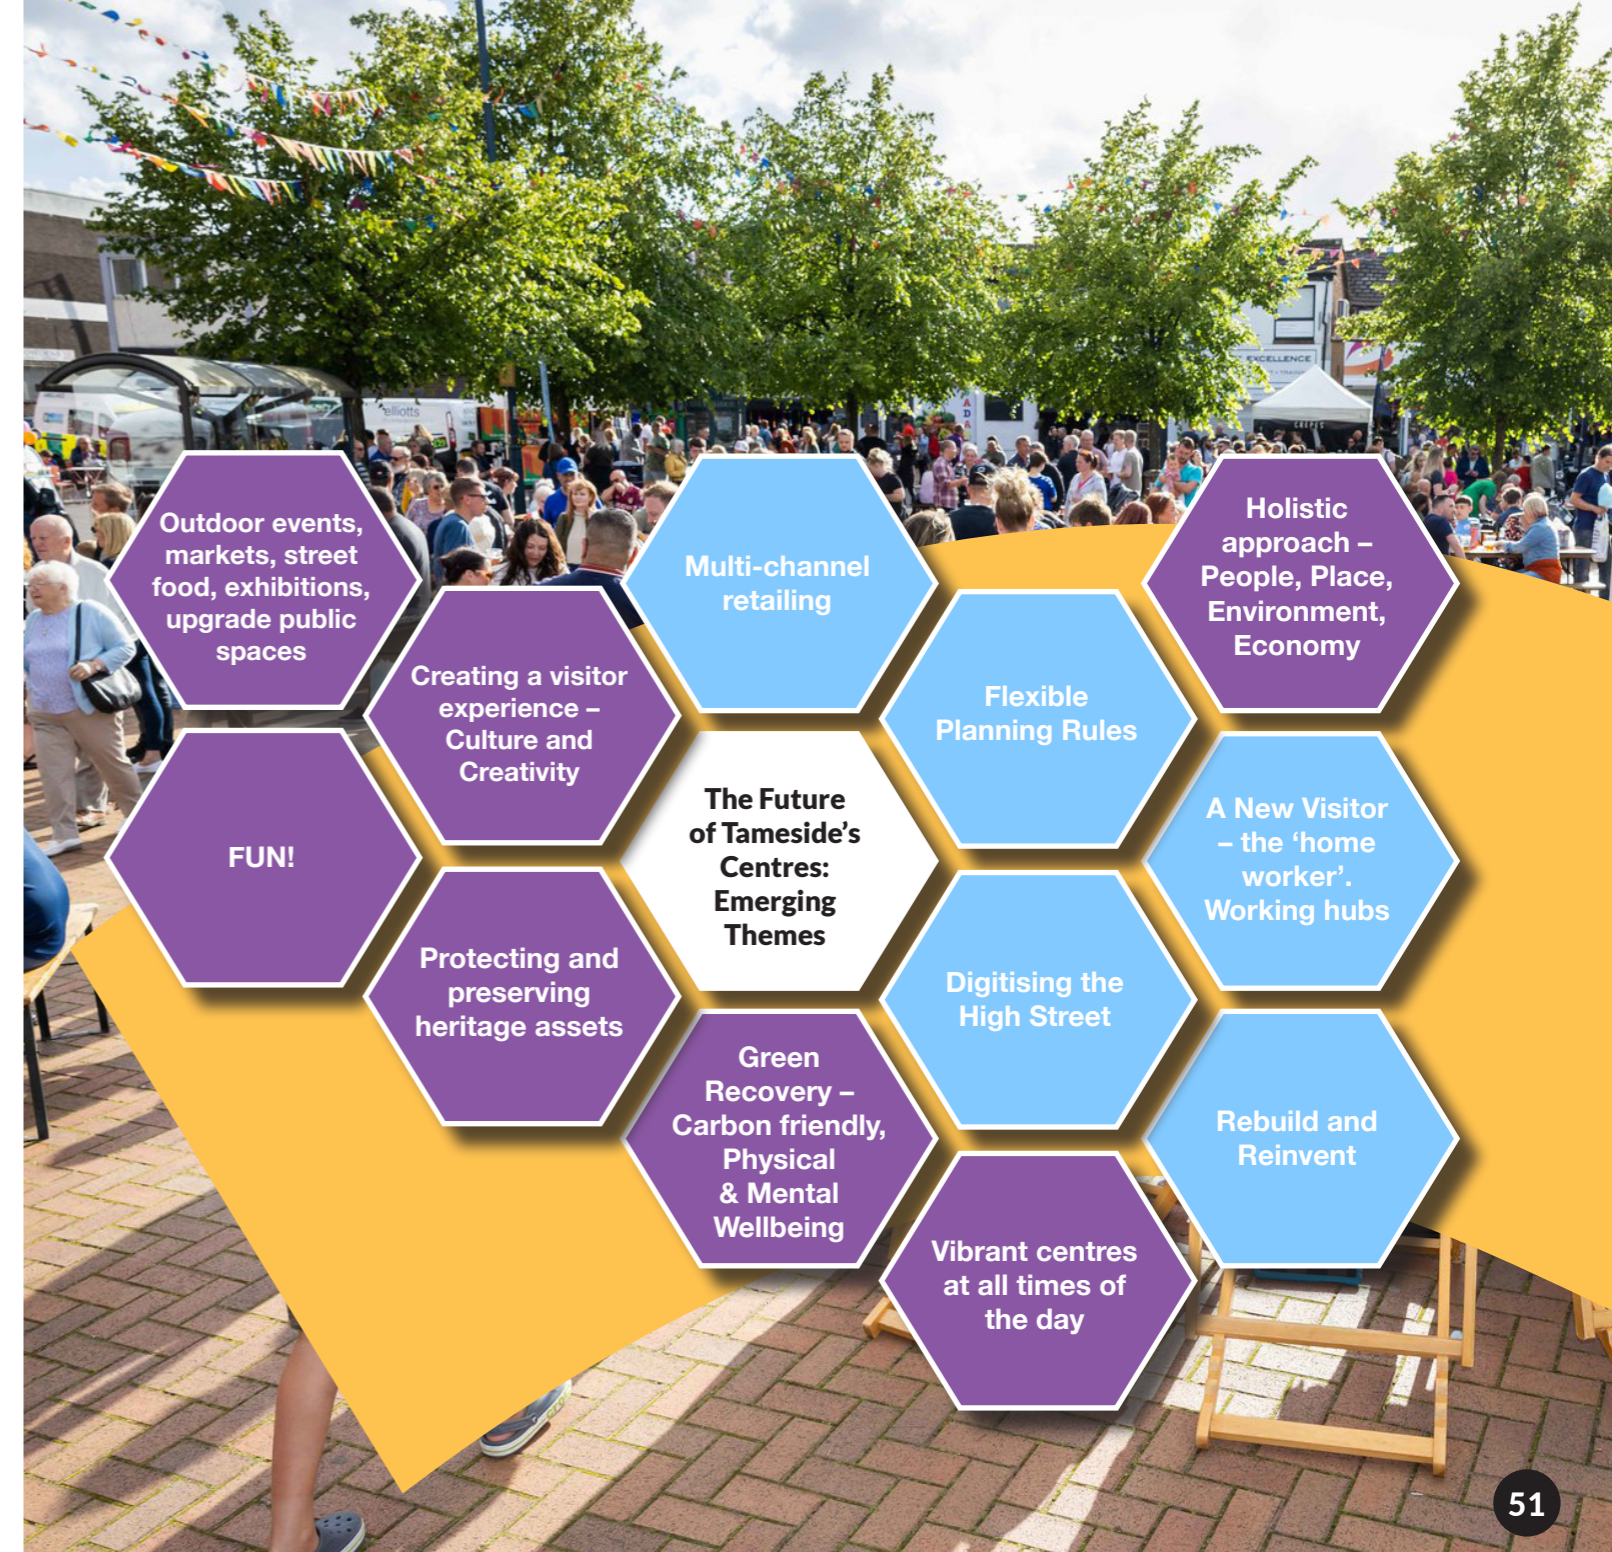 elliotts
EXCELLENCE
CREPES
Outdoor events,
markets, street
food, exhibitions,
upgrade public
spaces
Creating a visitor
experience –
Culture and
Creativity
FUN!
Protecting and
preserving
heritage assets
Multi-channel
retailing
The Future
of Tameside’s
Centres:
Emerging
Themes
Green
Recovery –
Carbon friendly,
Physical
& Mental
Wellbeing
Flexible
Planning Rules
Digitising the
High Street
Vibrant centres
at all times of
the day
Holistic
approach –
People, Place,
Environment,
Economy
A New Visitor
– the ‘home
worker’.
Working hubs
Rebuild and
Reinvent
51